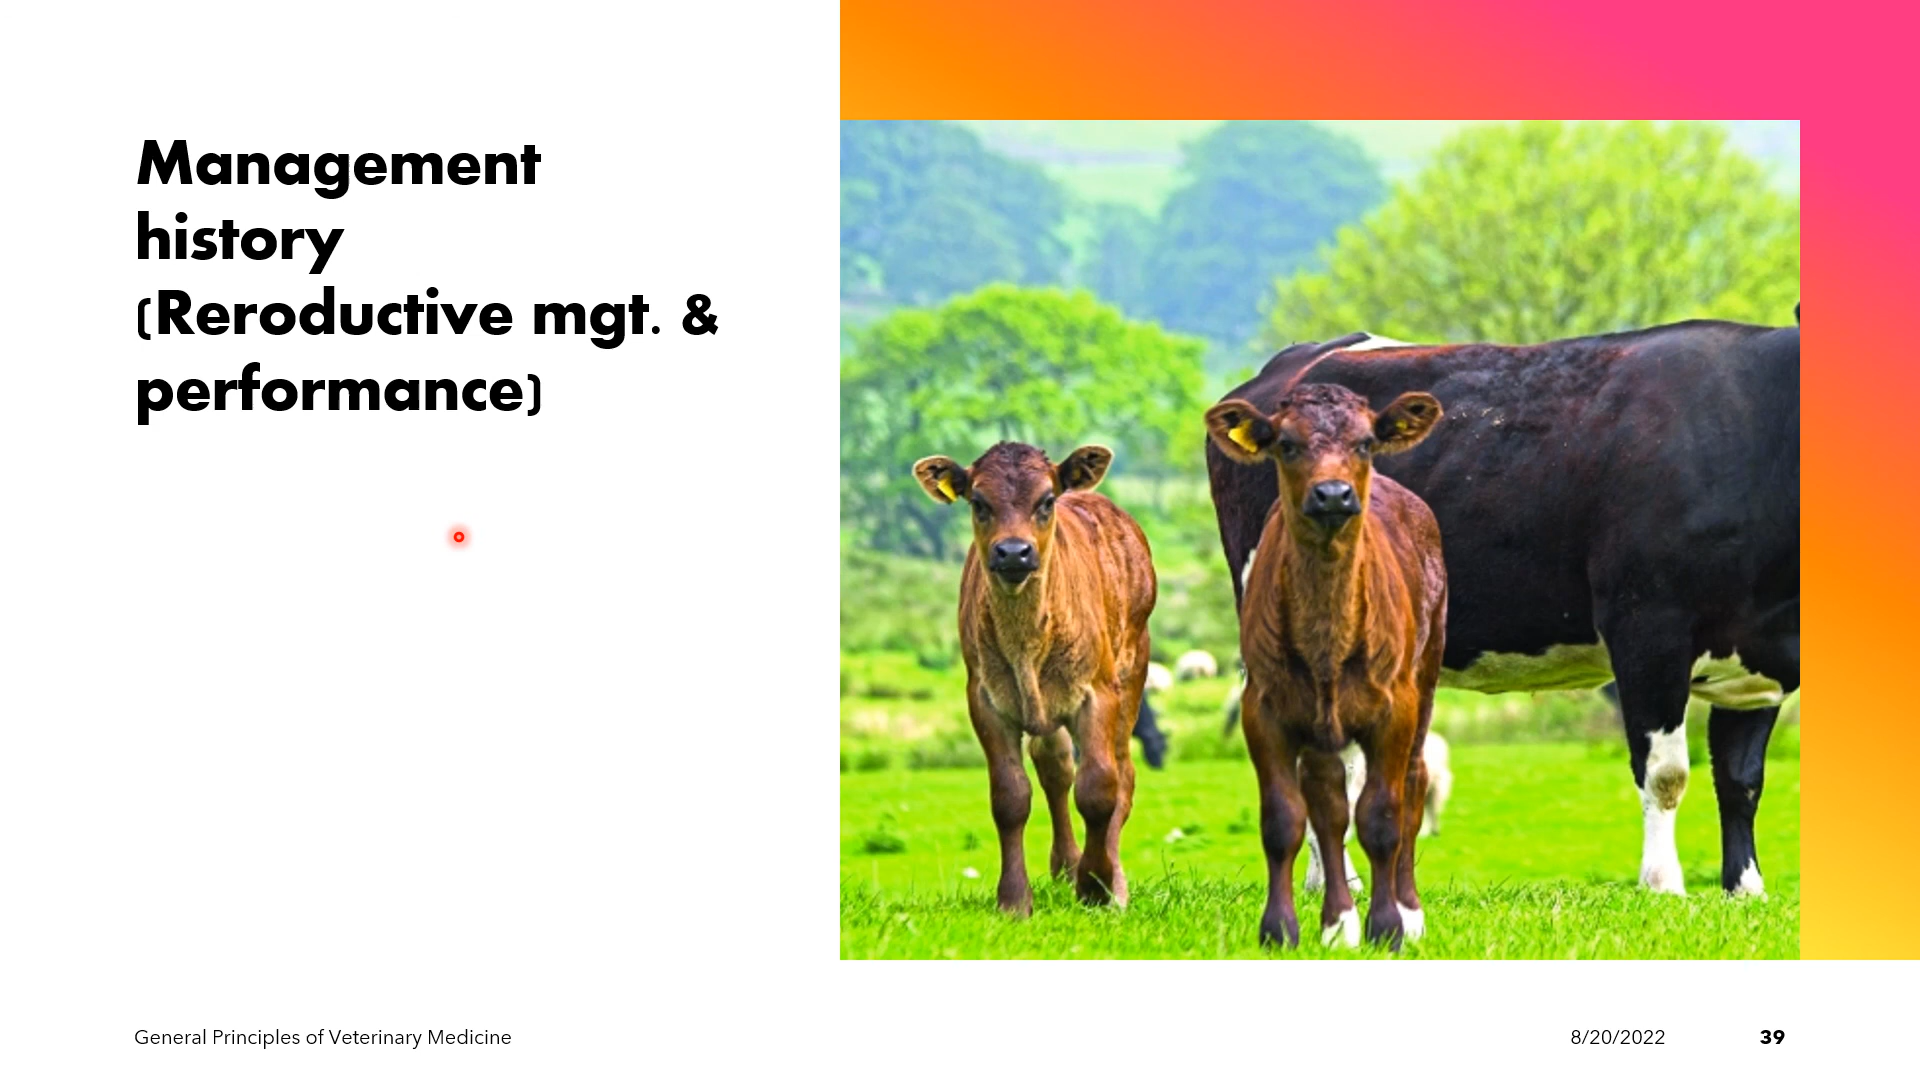 Management
history
(Reroductive mgt. &
performance)
General Principles of Veterinary Medicine
8/20/2022
39